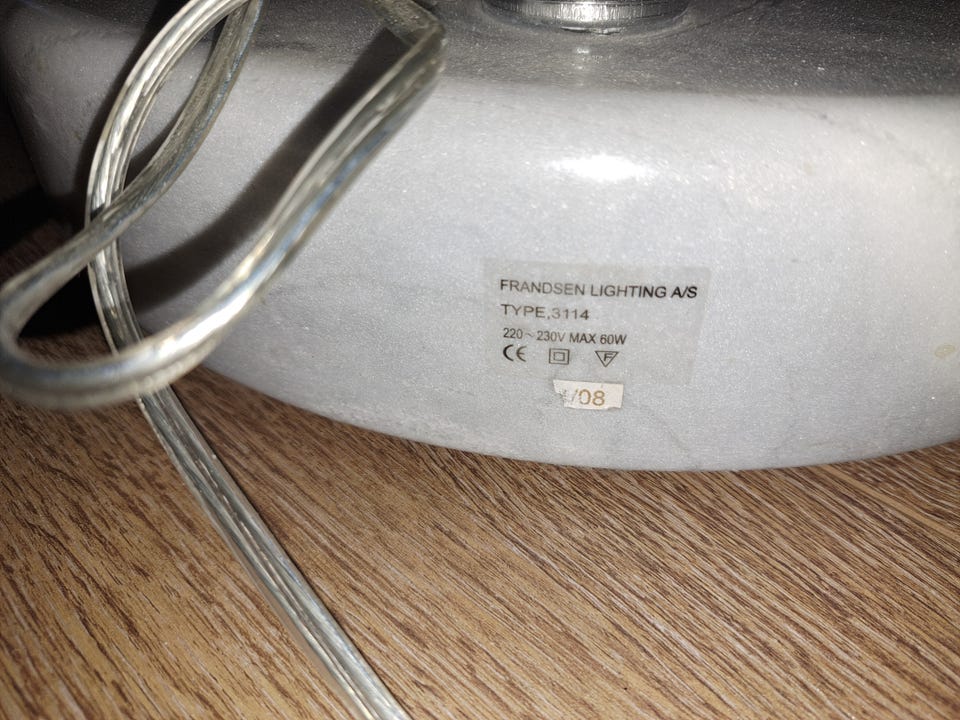 FRANDSEN LIGHTING A/S
TYPE,3114
220~230V MAX 60W
CE F
/08